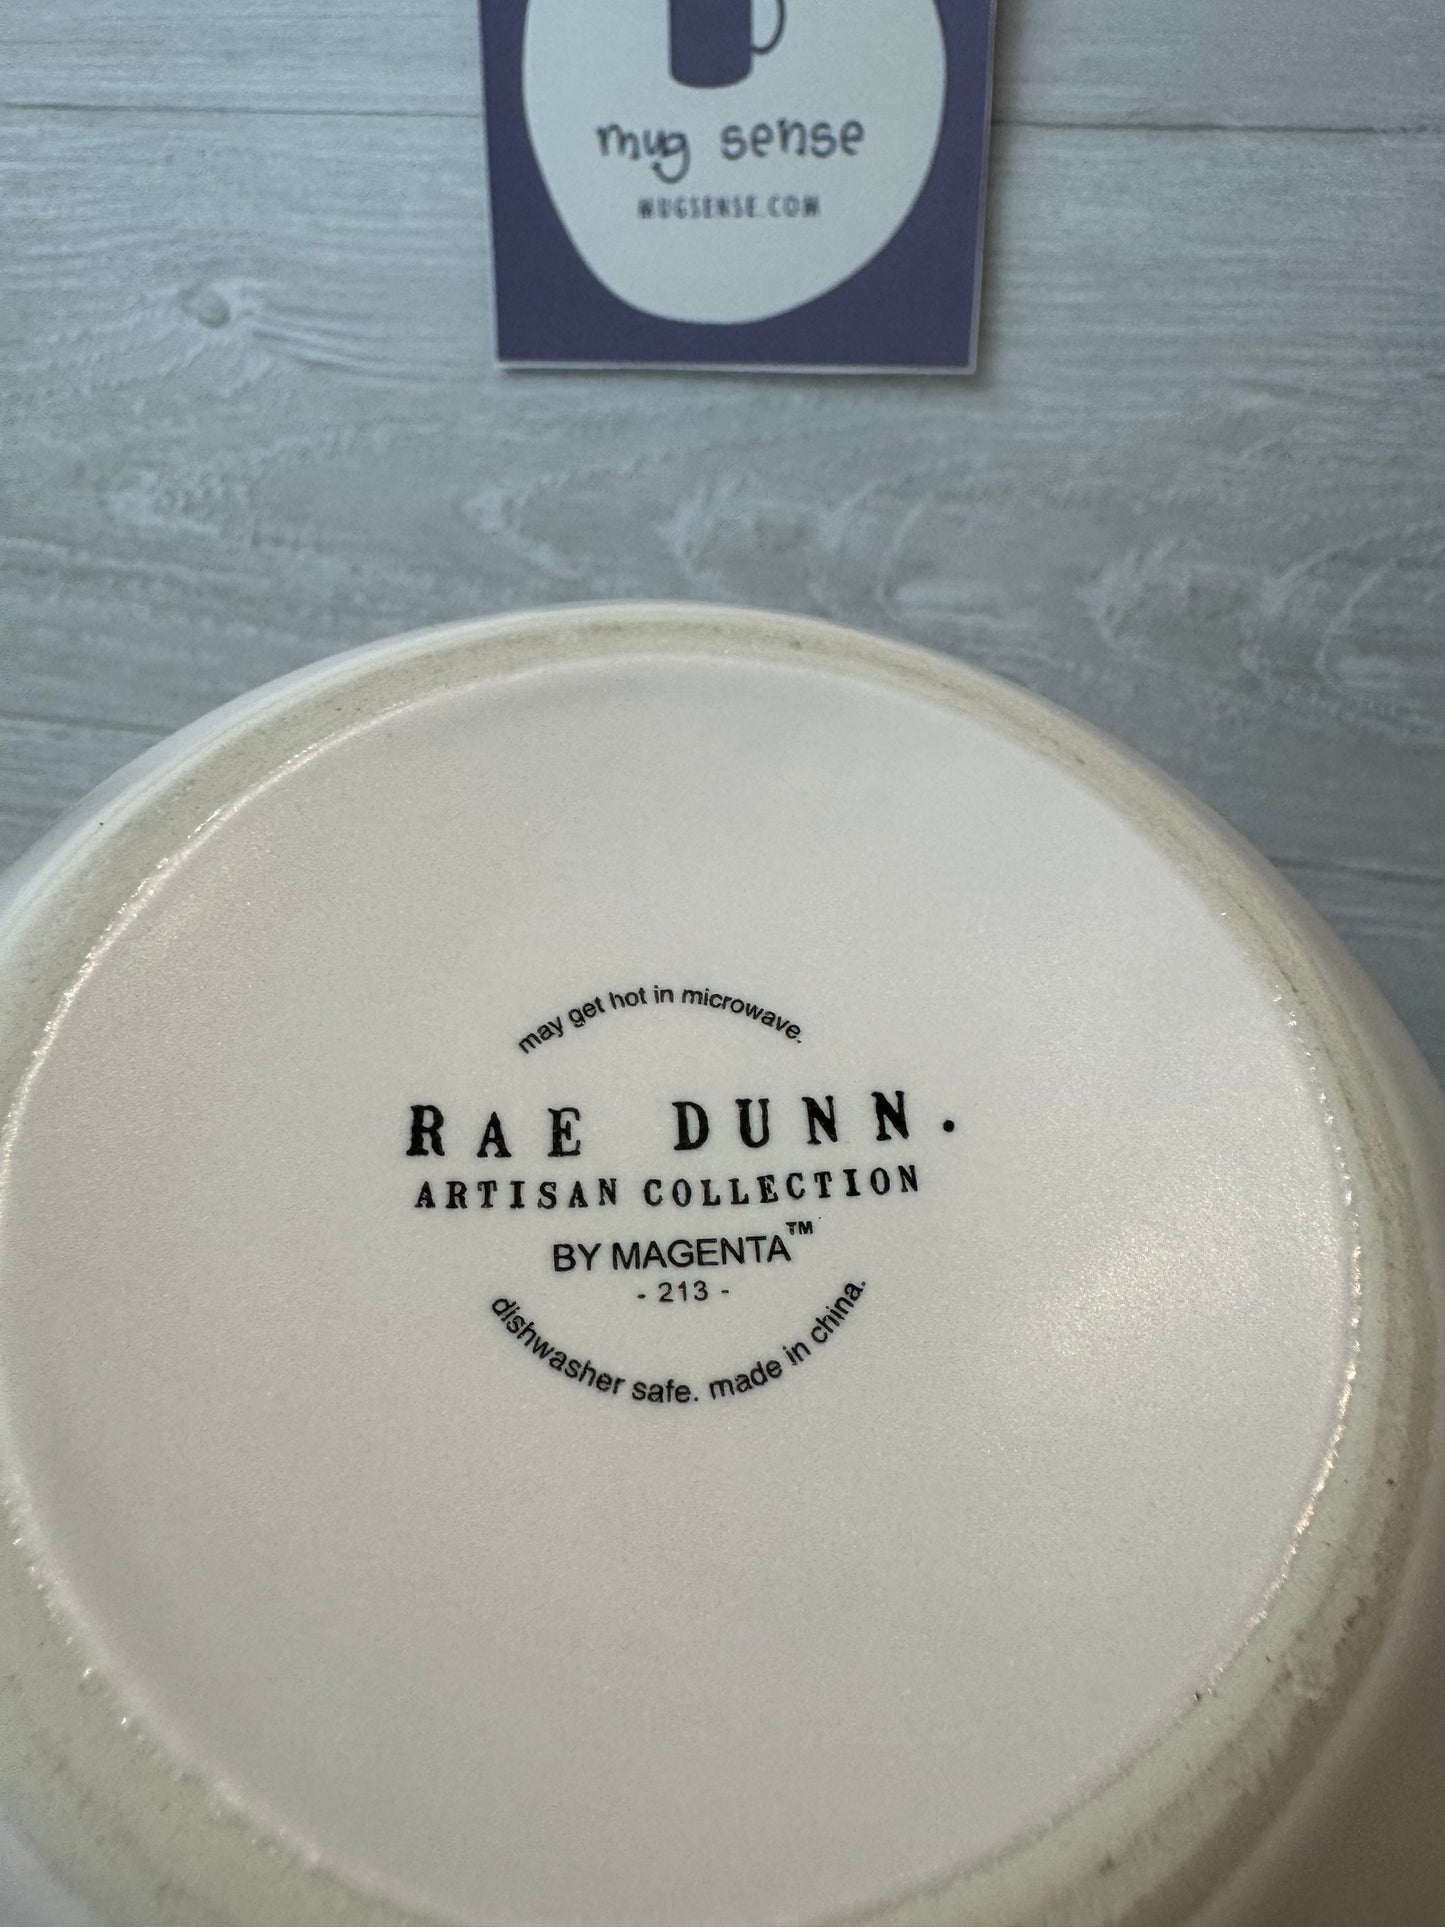 mug sense
MUGSENSE.COM
may get hot in microwave.
RAE DUNN.
ARTISAN COLLECTION
BY MAGENTA™
- 213 -
dishwasher safe. made in china.